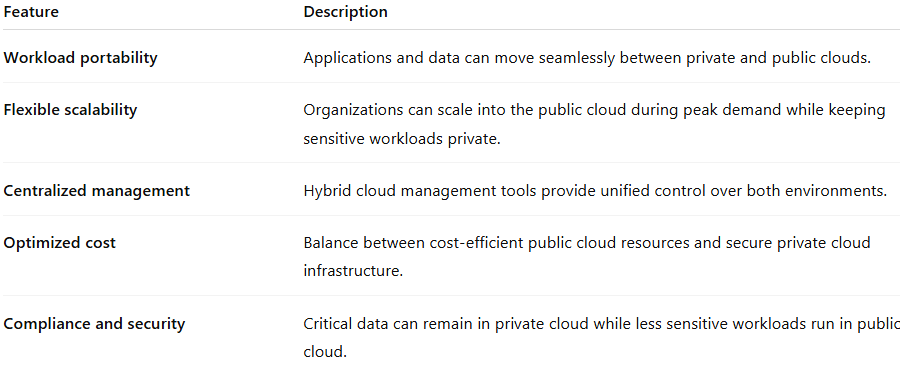 Feature Description
Workload portability Applications and data can move seamlessly between private and public clouds.
Flexible scalability Organizations can scale into the public cloud during peak demand while keeping
sensitive workloads private.
Centralized management Hybrid cloud management tools provide unified control over both environments.
Optimized cost Balance between cost-efficient public cloud resources and secure private cloud
infrastructure.
Compliance and security Critical data can remain in private cloud while less sensitive workloads run in public
cloud.